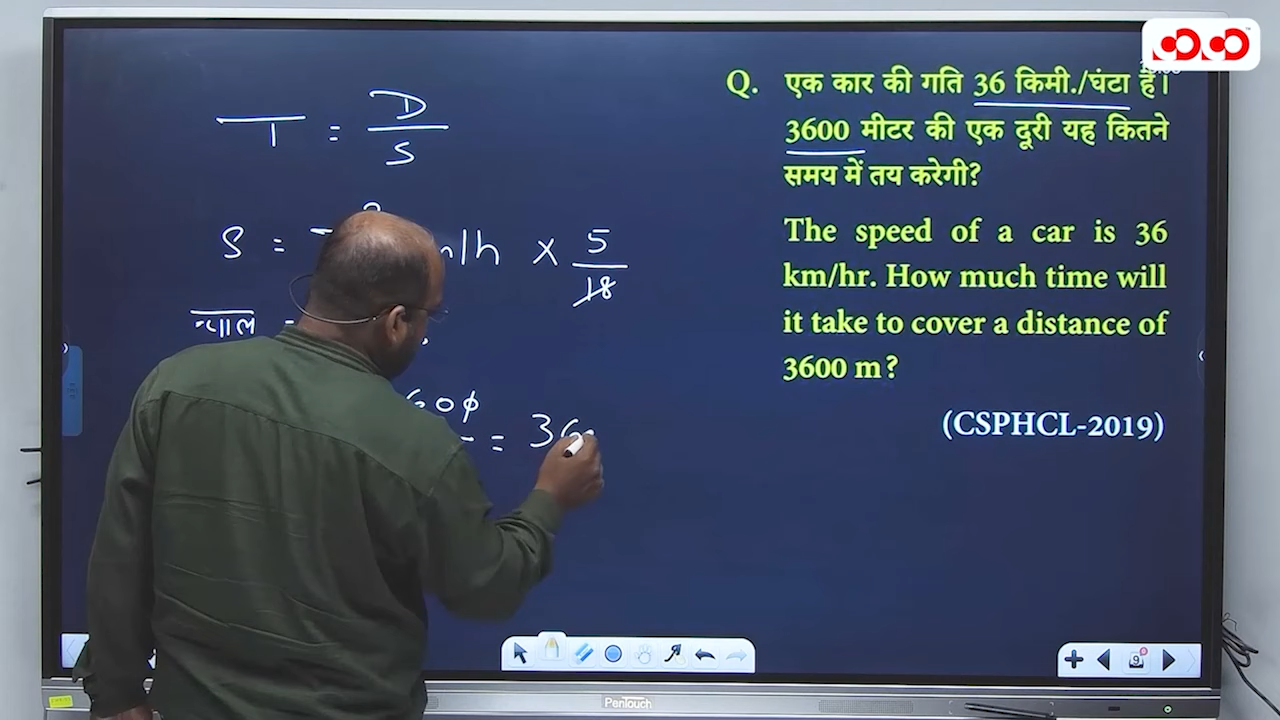 Q. एक कार की गति 36 किमी./घंटा है।
3600 मीटर की एक दूरी यह कितने
समय में तय करेगी?
The speed of a car is 36
km/hr. How much time will
it take to cover a distance of
3600 m?
(CSPHCL-2019)
T = D
S
S = /h × 5
18
चाल
600 = 36
PenTouch